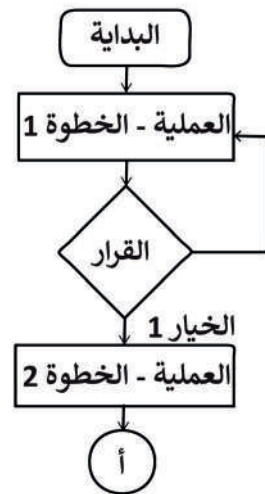 البداية
العملية - الخطوة 1
القرار
الخيار 1
العملية - الخطوة 2
أ